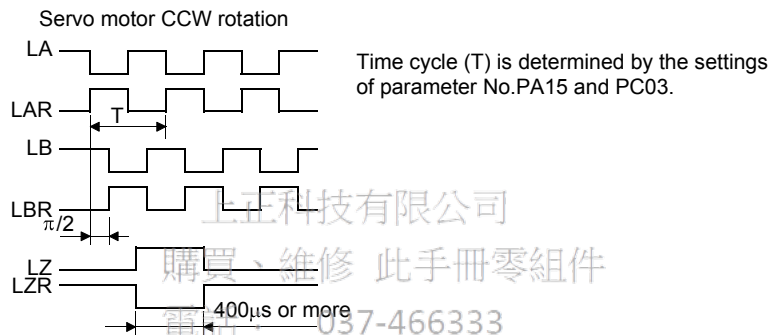 Servo motor CCW rotation
LA
Time cycle (T) is determined by the settings
of parameter No.PA15 and PC03.
LAR
T
LB
LBR
上正科技有限公司
π/2
LZ
購買、維修 此手冊零組件
LZR
400μs or more
電話： 037-466333